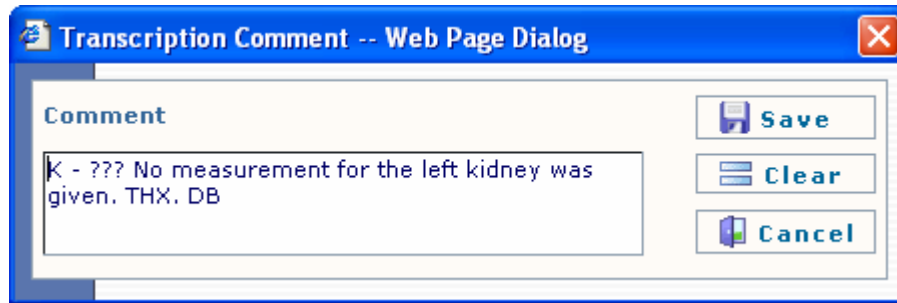 Transcription Comment -- Web Page Dialog
Comment
K - ??? No measurement for the left kidney was
given. THX. DB
Save
Clear
Cancel